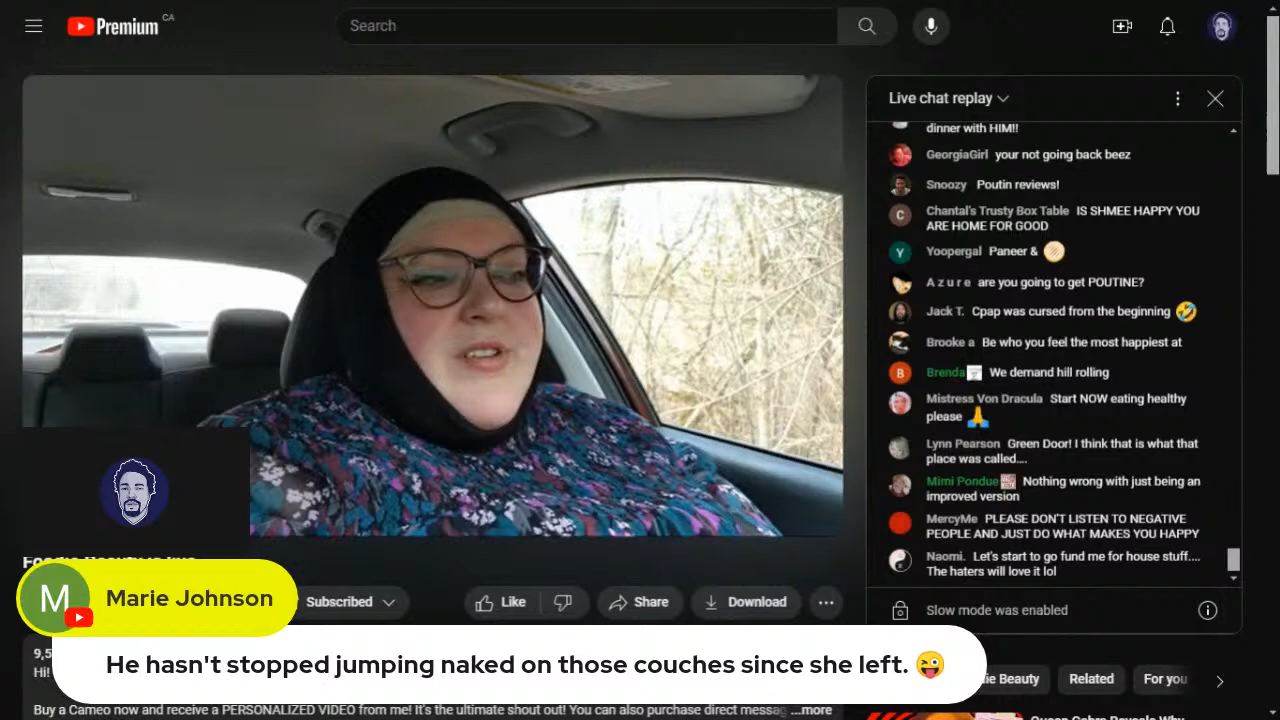 Premium CA
Search
Live chat replay
dinner with HIM!!
GeorgiaGirl your not going back beez
Snoozy Poutin reviews!
C Chantal's Trusty Box Table IS SHMEE HAPPY YOU
ARE HOME FOR GOOD
Y Yoopergal Paneer & 🫓
A z u r e are you going to get POUTINE?
Jack T. Cpap was cursed from the beginning 🤣
Brooke a Be who you feel the most happiest at
B Brenda We demand hill rolling
Mistress Von Dracula Start NOW eating healthy
please 🙏
Lynn Pearson Green Door! I think that is what that
place was called....
Mimi Pondue Nothing wrong with just being an
improved version
MercyMe PLEASE DON'T LISTEN TO NEGATIVE
PEOPLE AND JUST DO WHAT MAKES YOU HAPPY
Naomi. Let's start to go fund me for house stuff....
The haters will love it lol
Slow mode was enabled
M Marie Johnson
Subscribed
Like
Share
Download
He hasn't stopped jumping naked on those couches since she left. 😜
9,5
Hi!
Buy a Cameo now and receive a PERSONALIZED VIDEO from me! It's the ultimate shout out! You can also purchase direct messag ...more
ie Beauty
Related
For you